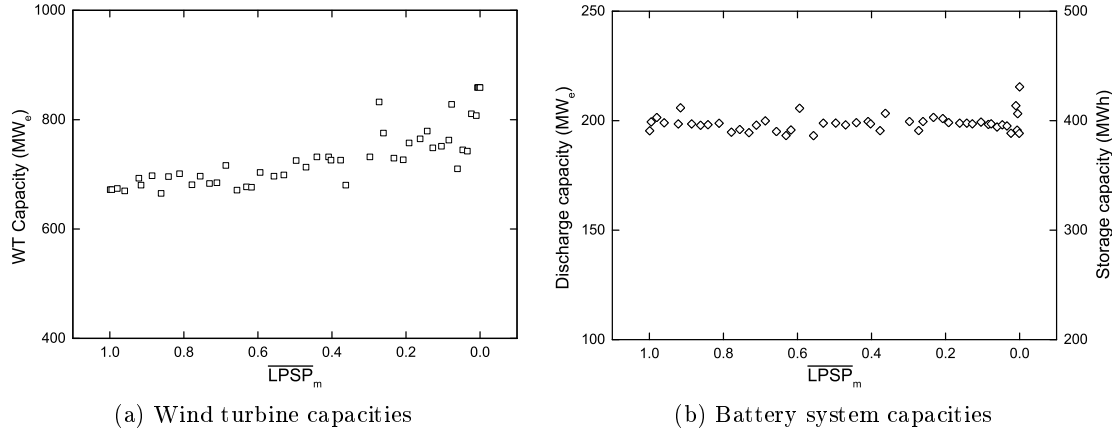 1000
800
600
400
WT Capacity (MWe)
1.0 0.8 0.6 0.4 0.2 0.0
LPSPm
(a) Wind turbine capacities
250
200
150
100
Discharge capacity (MWe)
500
400
300
200
Storage capacity (MWh)
1.0 0.8 0.6 0.4 0.2 0.0
LPSPm
(b) Battery system capacities